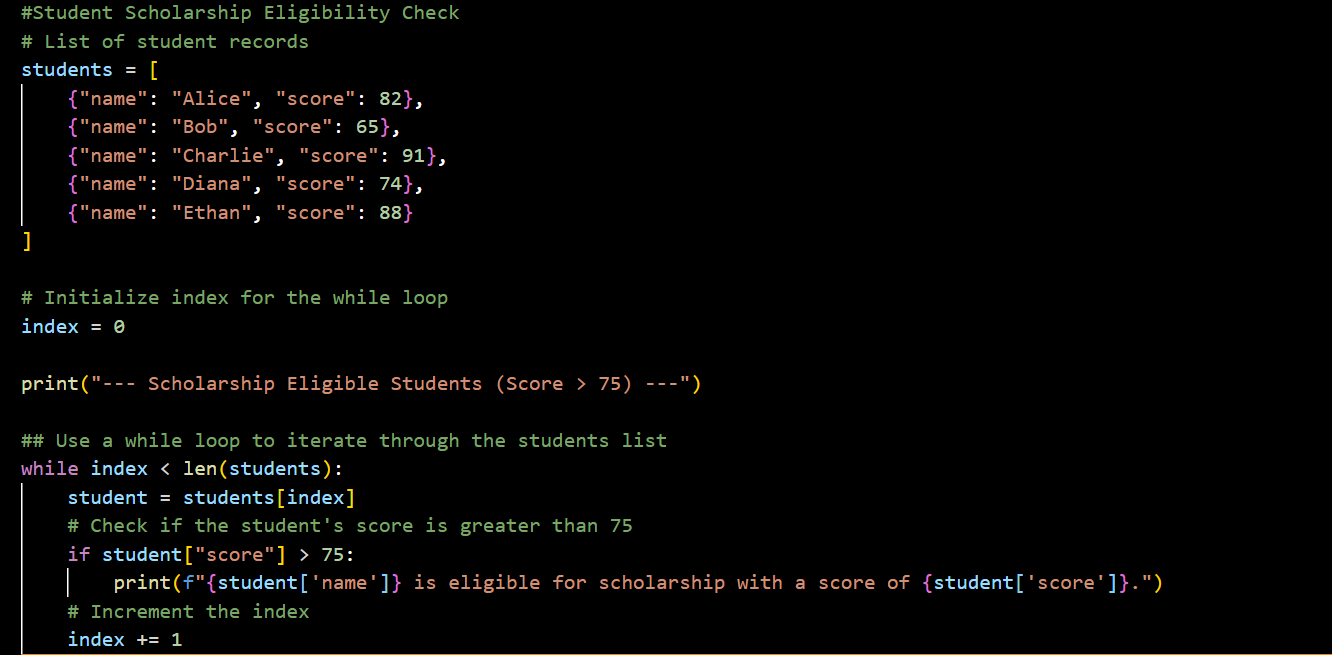 #Student Scholarship Eligibility Check
# List of student records
students = [
    {"name": "Alice", "score": 82},
    {"name": "Bob", "score": 65},
    {"name": "Charlie", "score": 91},
    {"name": "Diana", "score": 74},
    {"name": "Ethan", "score": 88}
]

# Initialize index for the while loop
index = 0

print("--- Scholarship Eligible Students (Score > 75) ---")

## Use a while loop to iterate through the students list
while index < len(students):
    student = students[index]
    # Check if the student's score is greater than 75
    if student["score"] > 75:
        print(f"{student['name']} is eligible for scholarship with a score of {student['score']}.")
    # Increment the index
    index += 1